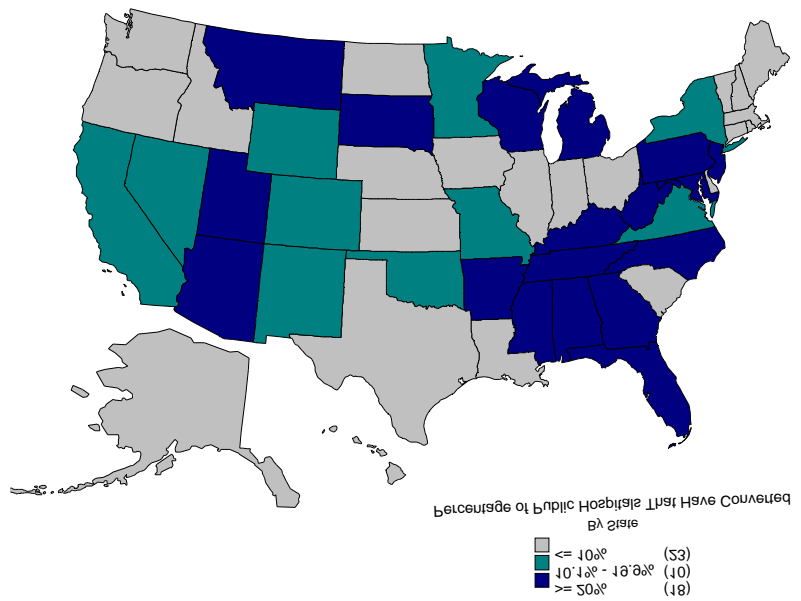 Percentage of Public Hospitals That Have Converted
By State
<= 10% (23)
10.1% - 19.9% (10)
>= 20% (18)